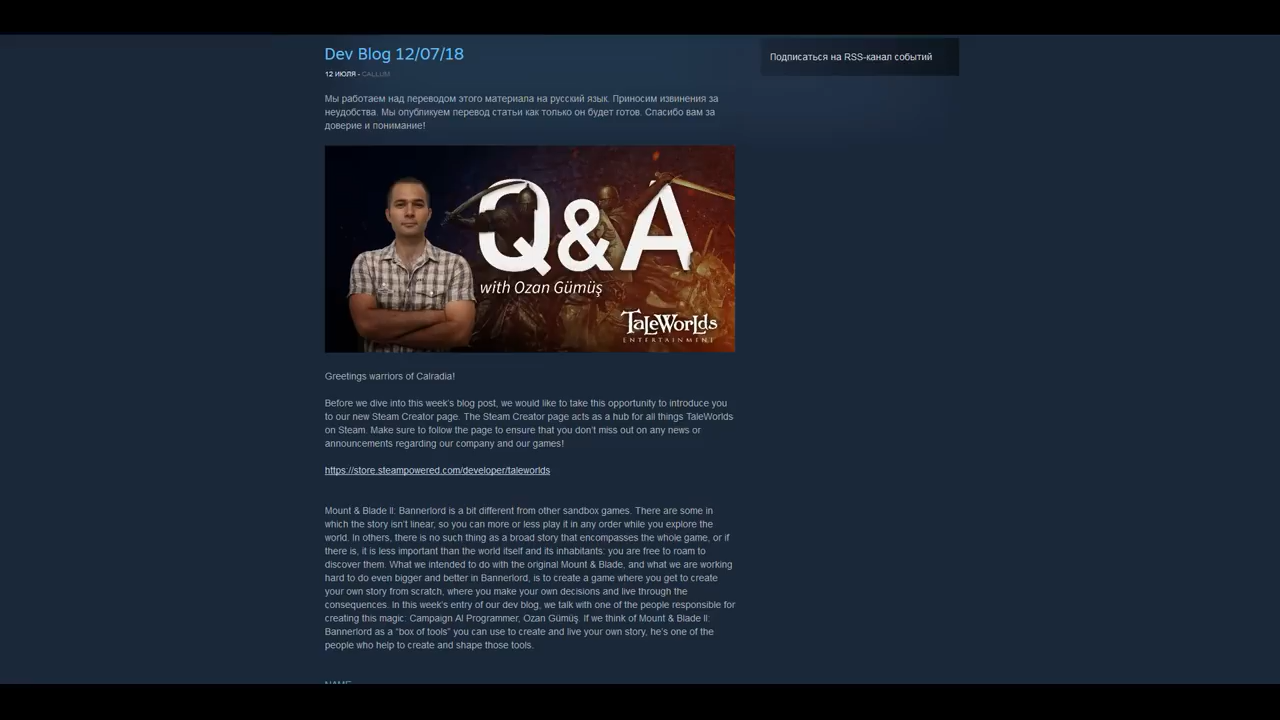 Dev Blog 12/07/18
Подписаться на RSS-канал событий
12 ИЮЛЯ - CALLUM
Мы работаем над переводом этого материала на русский язык. Приносим извинения за
неудобства. Мы опубликуем перевод статьи как только он будет готов. Спасибо вам за
доверие и понимание!
Q&A
with Ozan Gümüş
TaleWorlds
ENTERTAINMENT
Greetings warriors of Calradia!
Before we dive into this week's blog post, we would like to take this opportunity to introduce you
to our new Steam Creator page. The Steam Creator page acts as a hub for all things TaleWorlds
on Steam. Make sure to follow the page to ensure that you don't miss out on any news or
announcements regarding our company and our games!
https://store.steampowered.com/developer/taleworlds
Mount & Blade II: Bannerlord is a bit different from other sandbox games. There are some in
which the story isn't linear, so you can more or less play it in any order while you explore the
world. In others, there is no such thing as a broad story that encompasses the whole game, or if
there is, it is less important than the world itself and its inhabitants: you are free to roam to
discover them. What we intended to do with the original Mount & Blade, and what we are working
hard to do even bigger and better in Bannerlord, is to create a game where you get to create
your own story from scratch, where you make your own decisions and live through the
consequences. In this week's entry of our dev blog, we talk with one of the people responsible for
creating this magic: Campaign AI Programmer, Ozan Gümüş. If we think of Mount & Blade II:
Bannerlord as a “box of tools” you can use to create and live your own story, he's one of the
people who help to create and shape those tools.
NAME